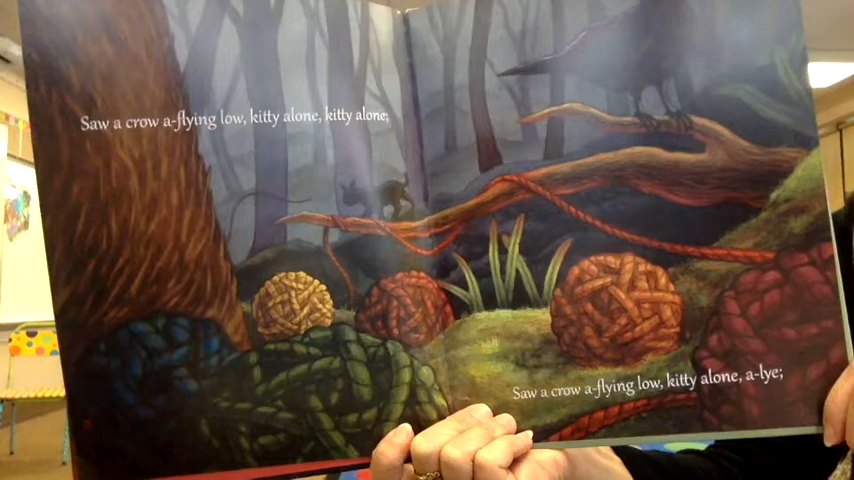 Saw a crow a-flying low, kitty alone, kitty alone;
Saw a crow a-flying low, kitty alone, a-lye;